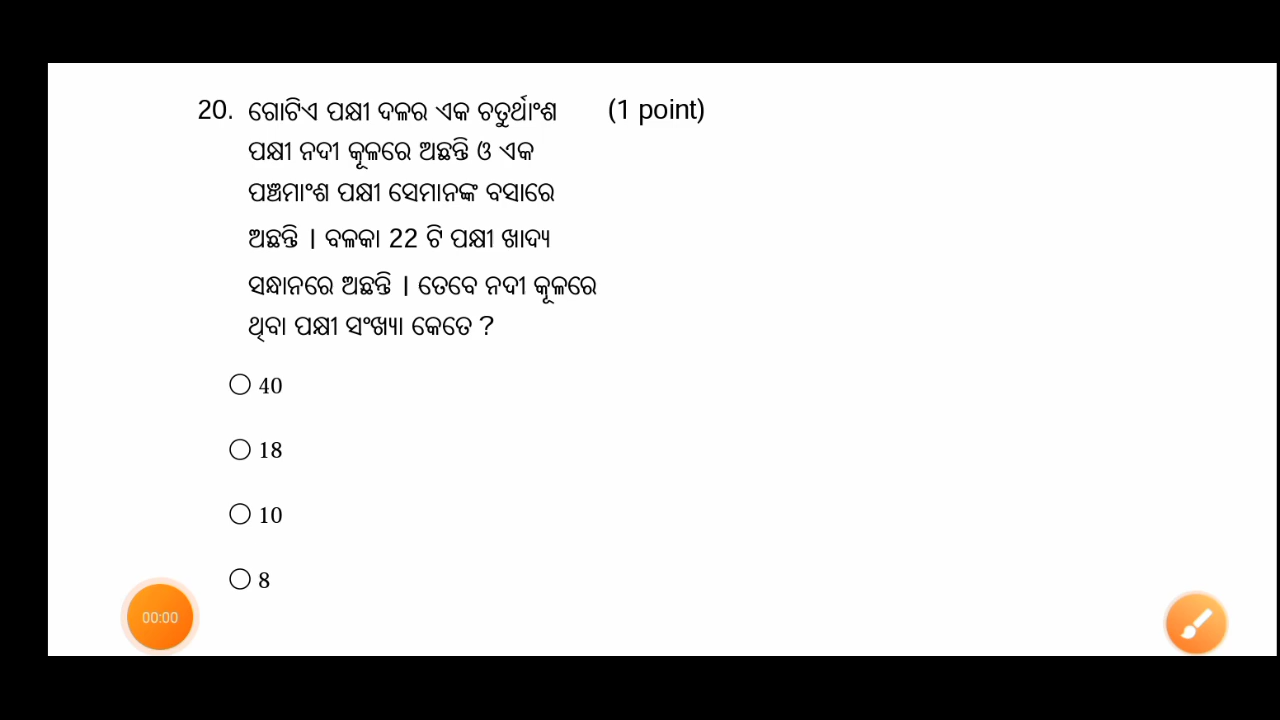 20. ଗୋଟିଏ ପକ୍ଷୀ ଦଳର ଏକ ଚତୁର୍ଥାଂଶ (1 point)
ପକ୍ଷୀ ନଦୀ କୂଳରେ ଅଛନ୍ତି ଓ ଏକ
ପଞ୍ଚମାଂଶ ପକ୍ଷୀ ସେମାନଙ୍କ ବସାରେ
ଅଛନ୍ତି | ବଳକା 22 ଟି ପକ୍ଷୀ ଖାଦ୍ୟ
ସନ୍ଧାନରେ ଅଛନ୍ତି | ତେବେ ନଦୀ କୂଳରେ
ଥିବା ପକ୍ଷୀ ସଂଖ୍ୟା କେତେ ?
40
18
10
8
00:00